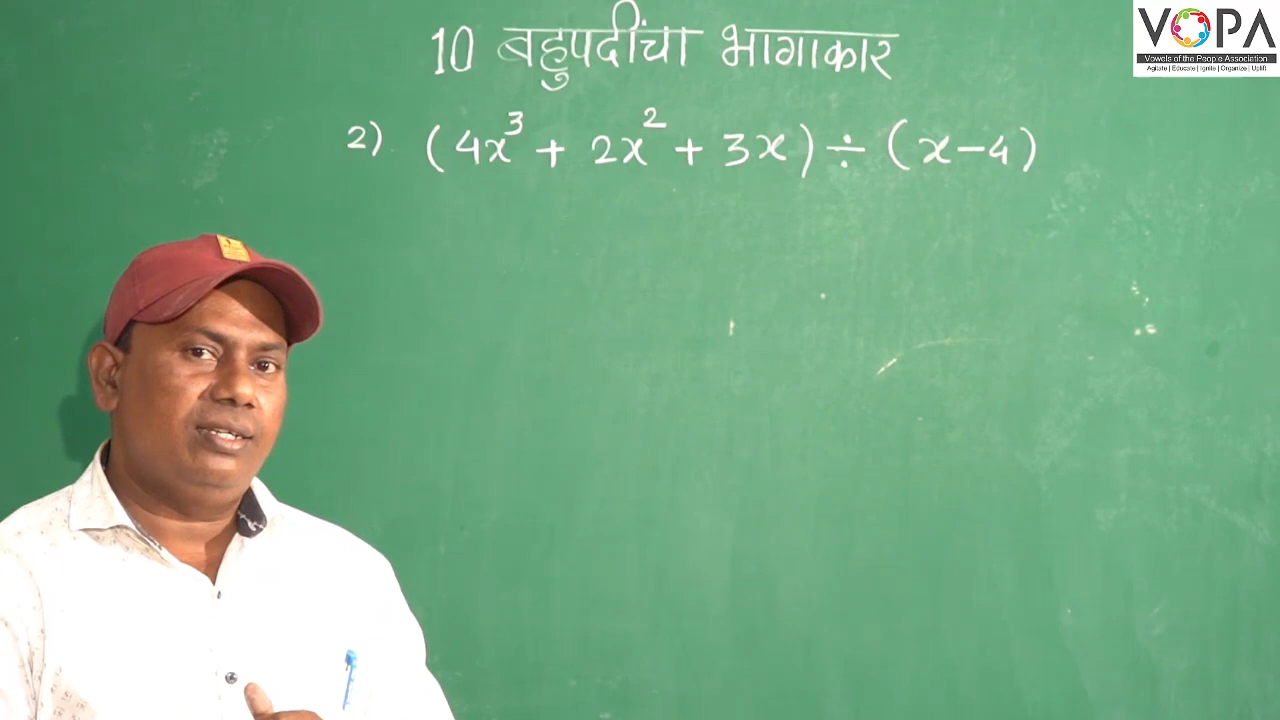 10 बहुपदींचा भागाकार
2) (4x³ + 2x² + 3x) ÷ (x-4)
VOPA
Vowels of the People Association
Agitate | Educate | Ignite | Organize | Uplift